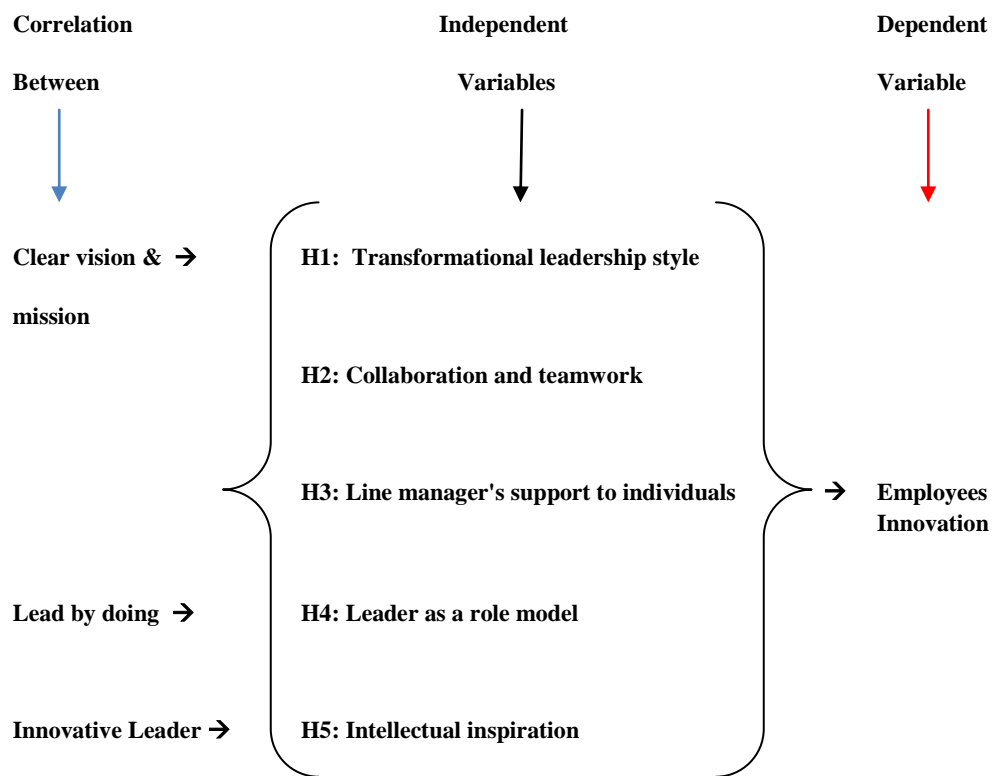 Correlation Independent Dependent
Between Variables Variable
Clear vision & → H1: Transformational leadership style
mission
H2: Collaboration and teamwork
H3: Line manager's support to individuals → Employees
Innovation
Lead by doing → H4: Leader as a role model
Innovative Leader → H5: Intellectual inspiration